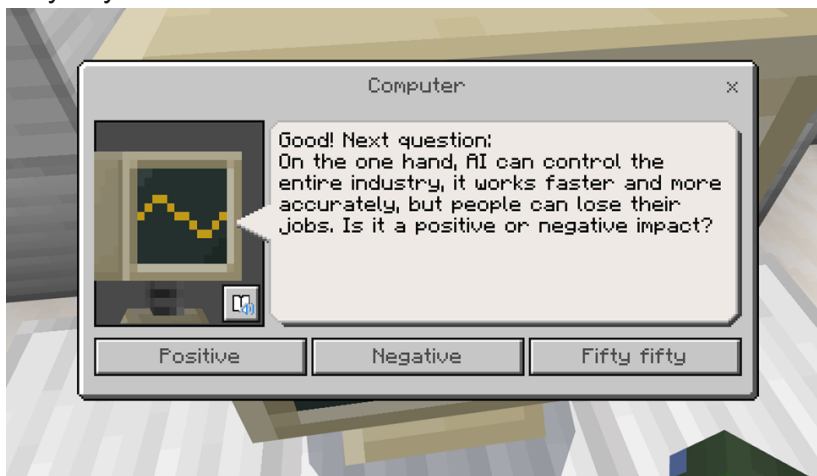 Computer
x
Good! Next question:
On the one hand, AI can control the
entire industry, it works faster and more
accurately, but people can lose their
jobs. Is it a positive or negative impact?
Positive
Negative
Fifty fifty